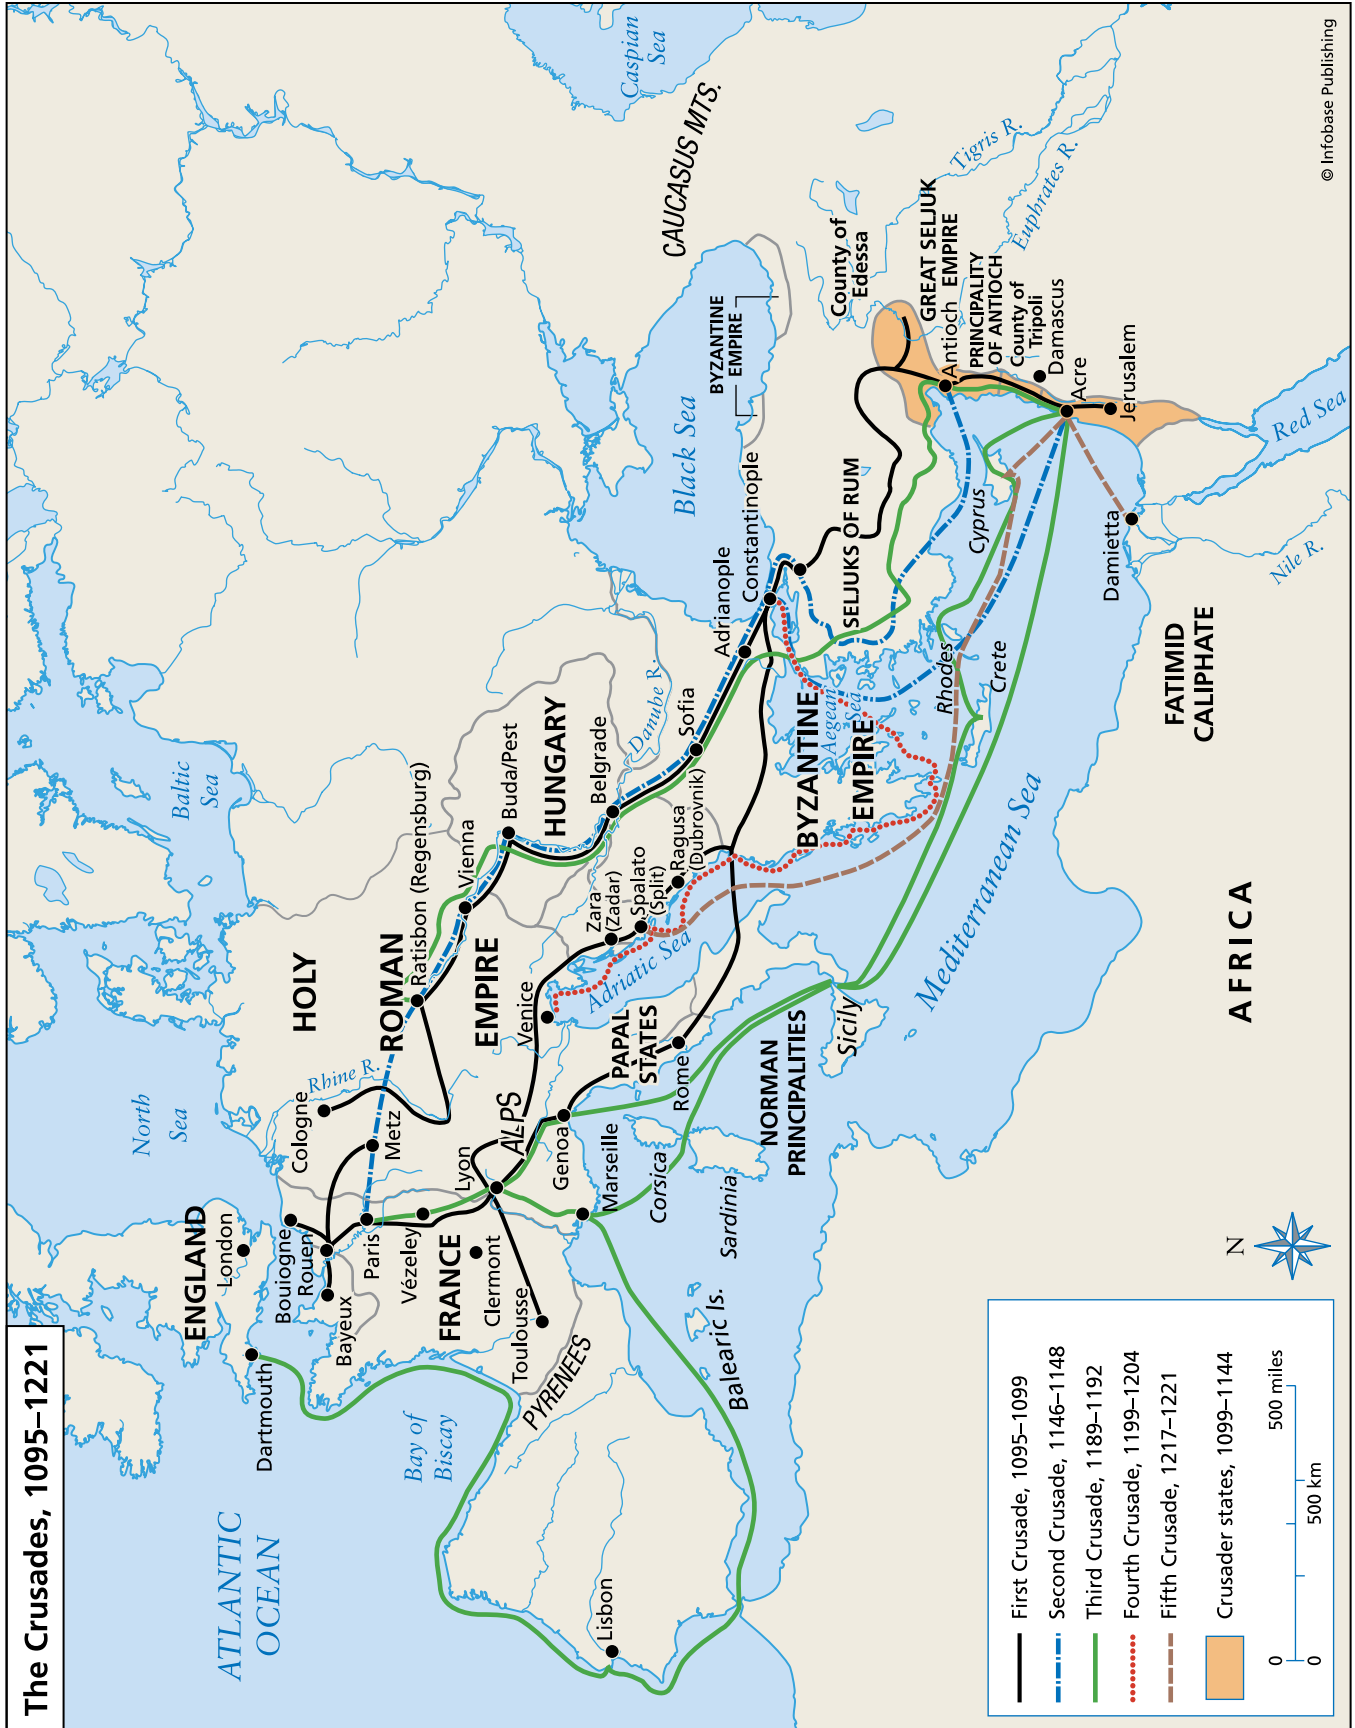 The Crusades, 1095–1221
ATLANTIC
OCEAN
North
Sea
Baltic
Sea
Caspian
Sea
CAUCASUS MTS.
ENGLAND
London
Dartmouth
Bouiogne
Rouen
Bayeux
Paris
Vézeley
FRANCE
Clermont
Toulousse
Lyon
Metz
Cologne
Rhine R.
HOLY
ROMAN
EMPIRE
Ratisbon (Regensburg)
Vienna
Buda/Pest
HUNGARY
Belgrade
Danube R.
Sofia
Adrianople
Constantinople
Black Sea
BYZANTINE
EMPIRE
Bay of
Biscay
PYRENEES
Lisbon
ALPS
Venice
Genoa
Marseille
Corsica
Sardinia
Balearic Is.
PAPAL
STATES
Rome
NORMAN
PRINCIPALITIES
Sicily
Adriatic Sea
Zara
(Zadar)
Spalato
(Split)
Ragusa
(Dubrovnik)
BYZANTINE
EMPIRE
Aegean
Sea
SELJUKS OF RUM
Rhodes
Crete
Cyprus
Mediterranean Sea
County of
Edessa
GREAT SELJUK
EMPIRE
Antioch
PRINCIPALITY
OF ANTIOCH
County of
Tripoli
Damascus
Acre
Jerusalem
Tigris R.
Euphrates R.
Red Sea
Damietta
Nile R.
FATIMID
CALIPHATE
AFRICA
N
First Crusade, 1095–1099
Second Crusade, 1146–1148
Third Crusade, 1189–1192
Fourth Crusade, 1199–1204
Fifth Crusade, 1217–1221
Crusader states, 1099–1144
0 500 miles
0 500 km
© Infobase Publishing